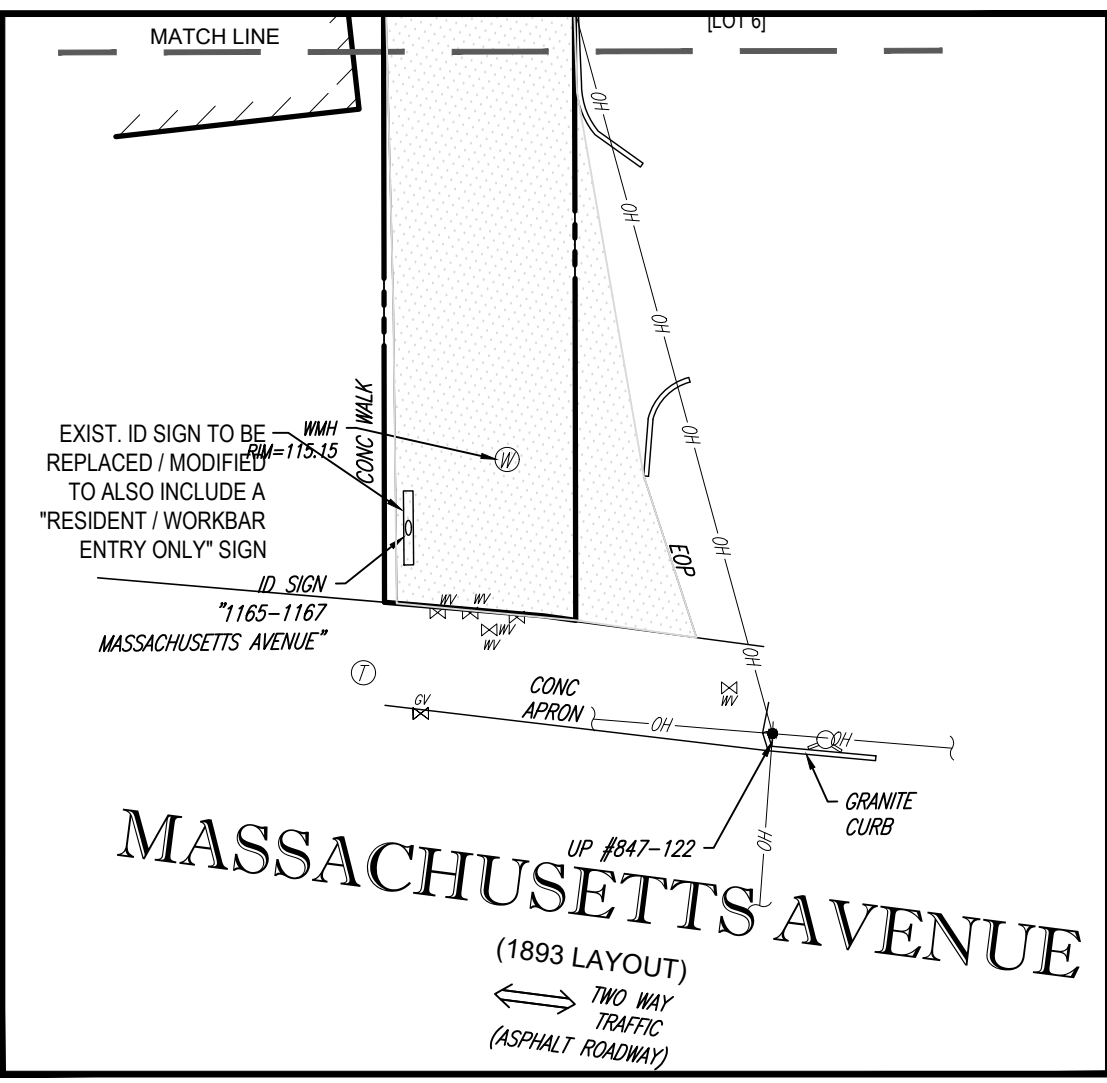 MATCH LINE
[LOT 6]
OH
OH
OH
OH
CONC WALK
EXIST. ID SIGN TO BE
REPLACED / MODIFIED
TO ALSO INCLUDE A
"RESIDENT / WORKBAR
ENTRY ONLY" SIGN
WMH
RIM=115.15
W
OH
EOP
ID SIGN
"1165-1167
MASSACHUSETTS AVENUE"
WV
WV
WV
WV
OH
T
CONC
APRON
GV
WV
OH
OH
GRANITE
CURB
UP #847-122
OH
MASSACHUSETTS AVENUE
(1893 LAYOUT)
TWO WAY
TRAFFIC
(ASPHALT ROADWAY)